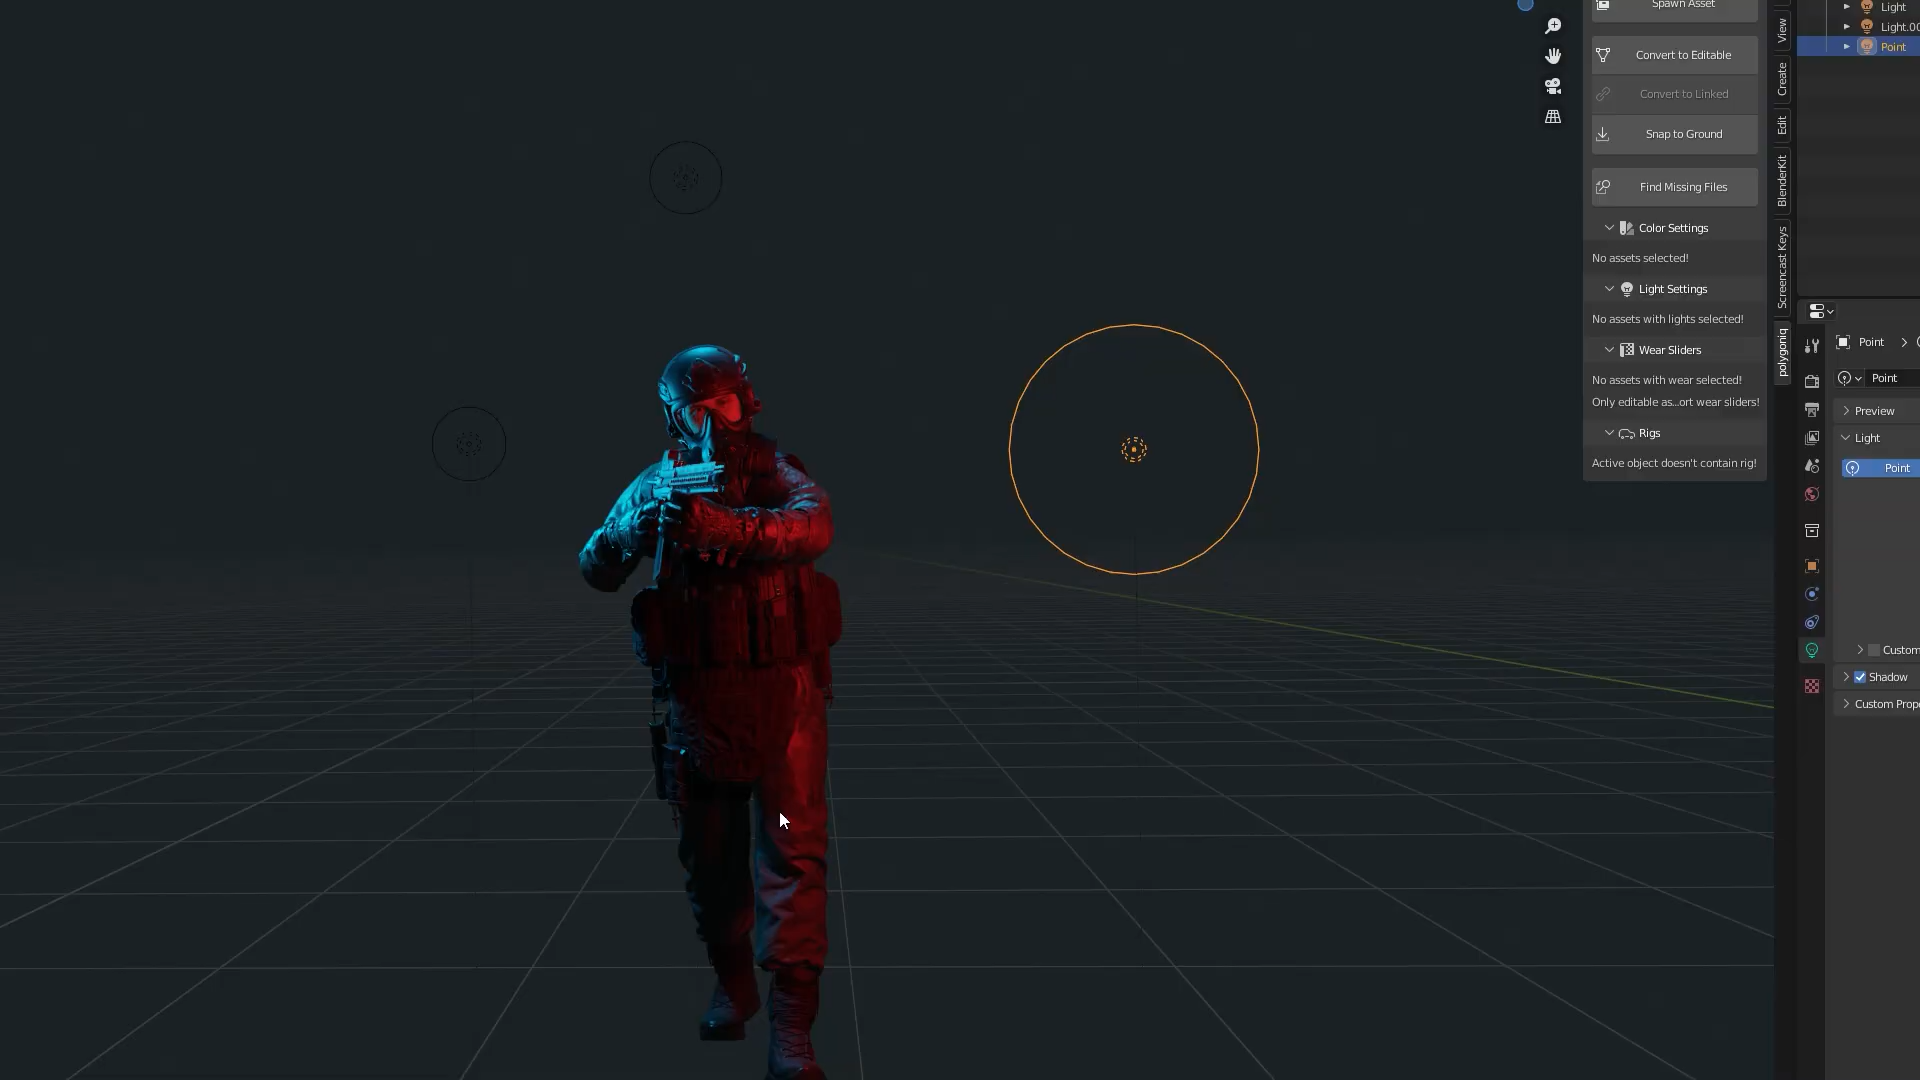 Spawn Asset
Convert to Editable
Convert to Linked
Snap to Ground
Find Missing Files
Color Settings
No assets selected!
Light Settings
No assets with lights selected!
Wear Sliders
No assets with wear selected!
Only editable as...ort wear sliders!
Rigs
Active object doesn't contain rig!
View
Create
Edit
BlenderKit
Screencast Keys
polygoniq
Light
Light.00
Point
Point
Point
Preview
Light
Point
Custom
Shadow
Custom Prope